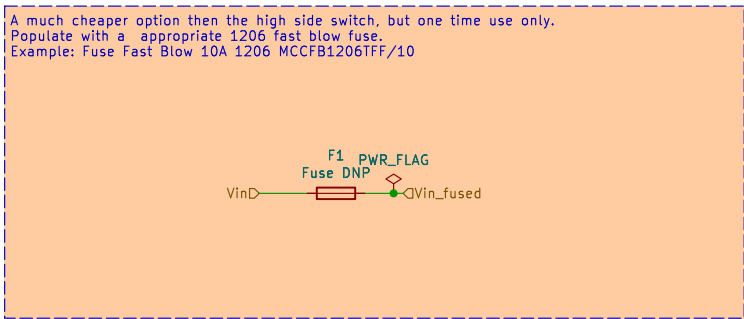 A much cheaper option then the high side switch, but one time use only.
Populate with a  appropriate 1206 fast blow fuse.
Example: Fuse Fast Blow 10A 1206 MCCFB1206TFF/10
F1
PWR_FLAG
Fuse DNP
Vin
Vin_fused